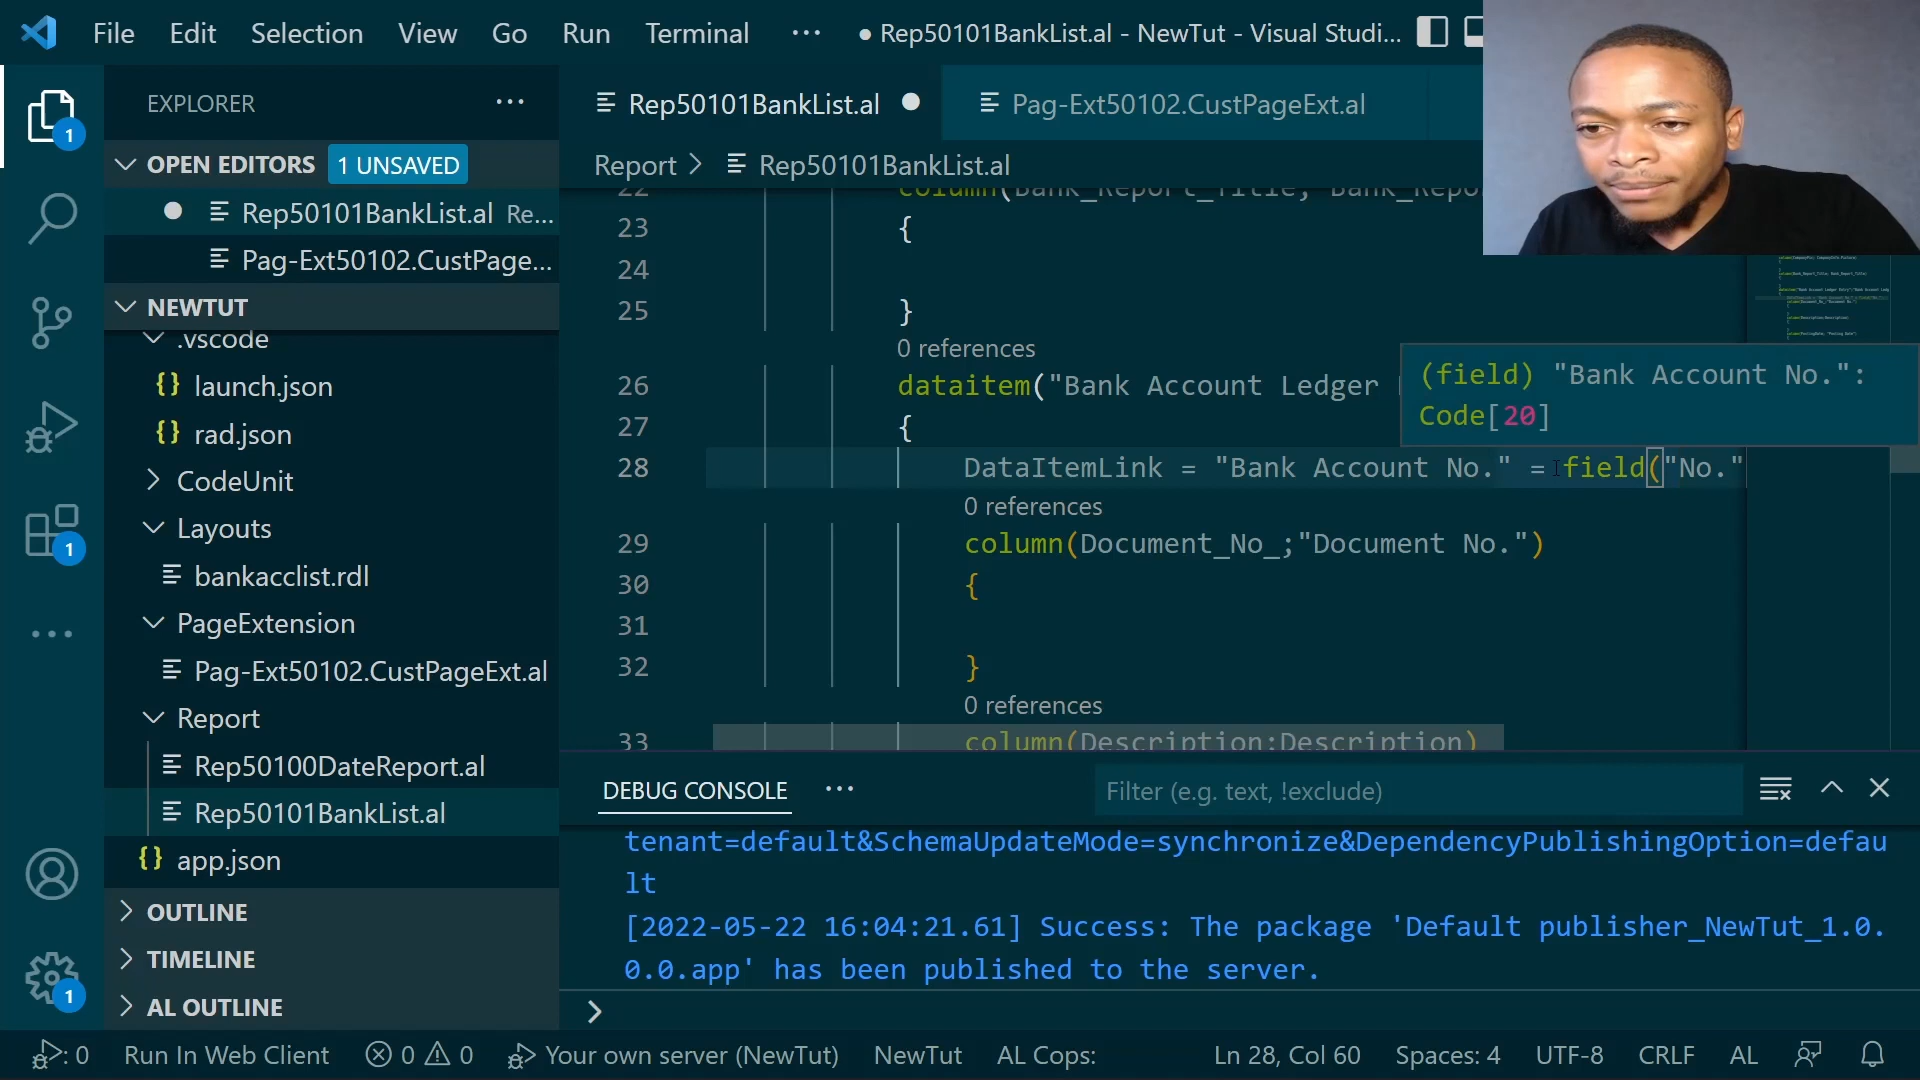 File Edit Selection View Go Run Terminal ··· ● Rep50101BankList.al - NewTut - Visual Studi...
EXPLORER ···
Rep50101BankList.al
Pag-Ext50102.CustPageExt.al
OPEN EDITORS 1 UNSAVED
Rep50101BankList.al Re...
Pag-Ext50102.CustPage...
NEWTUT
.vscode
launch.json
rad.json
CodeUnit
Layouts
bankacclist.rdl
PageExtension
Pag-Ext50102.CustPageExt.al
Report
Rep50100DateReport.al
Rep50101BankList.al
app.json
OUTLINE
TIMELINE
AL OUTLINE
Report > Rep50101BankList.al
22 column(Bank_Report_Title, Bank_Repo
23 {
24
25 }
0 references
26 dataitem("Bank Account Ledger
27 {
28 DataItemLink = "Bank Account No." = field("No."
0 references
29 column(Document_No_;"Document No.")
30 {
31
32 }
0 references
33 column(Description;Description)
(field) "Bank Account No.":
Code[20]
DEBUG CONSOLE ··· Filter (e.g. text, !exclude)
tenant=default&SchemaUpdateMode=synchronize&DependencyPublishingOption=defau
lt
[2022-05-22 16:04:21.61] Success: The package 'Default publisher_NewTut_1.0.
0.0.app' has been published to the server.
>
1
1
1
: 0 Run In Web Client 0 0 Your own server (NewTut) NewTut AL Cops: Ln 28, Col 60 Spaces: 4 UTF-8 CRLF AL